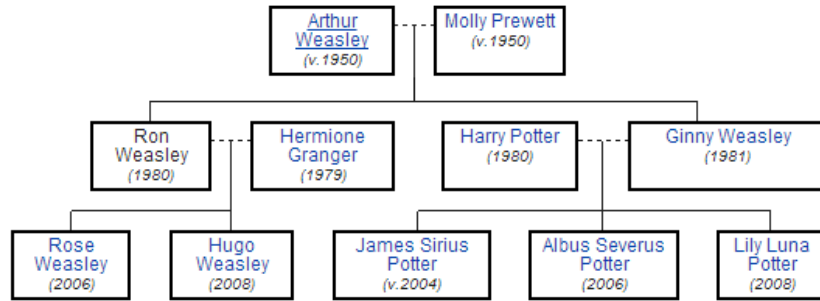 Arthur
Weasley
(v.1950)
Molly Prewett
(v.1950)
Ron
Weasley
(1980)
Hermione
Granger
(1979)
Harry Potter
(1980)
Ginny Weasley
(1981)
Rose
Weasley
(2006)
Hugo
Weasley
(2008)
James Sirius
Potter
(v.2004)
Albus Severus
Potter
(2006)
Lily Luna
Potter
(2008)